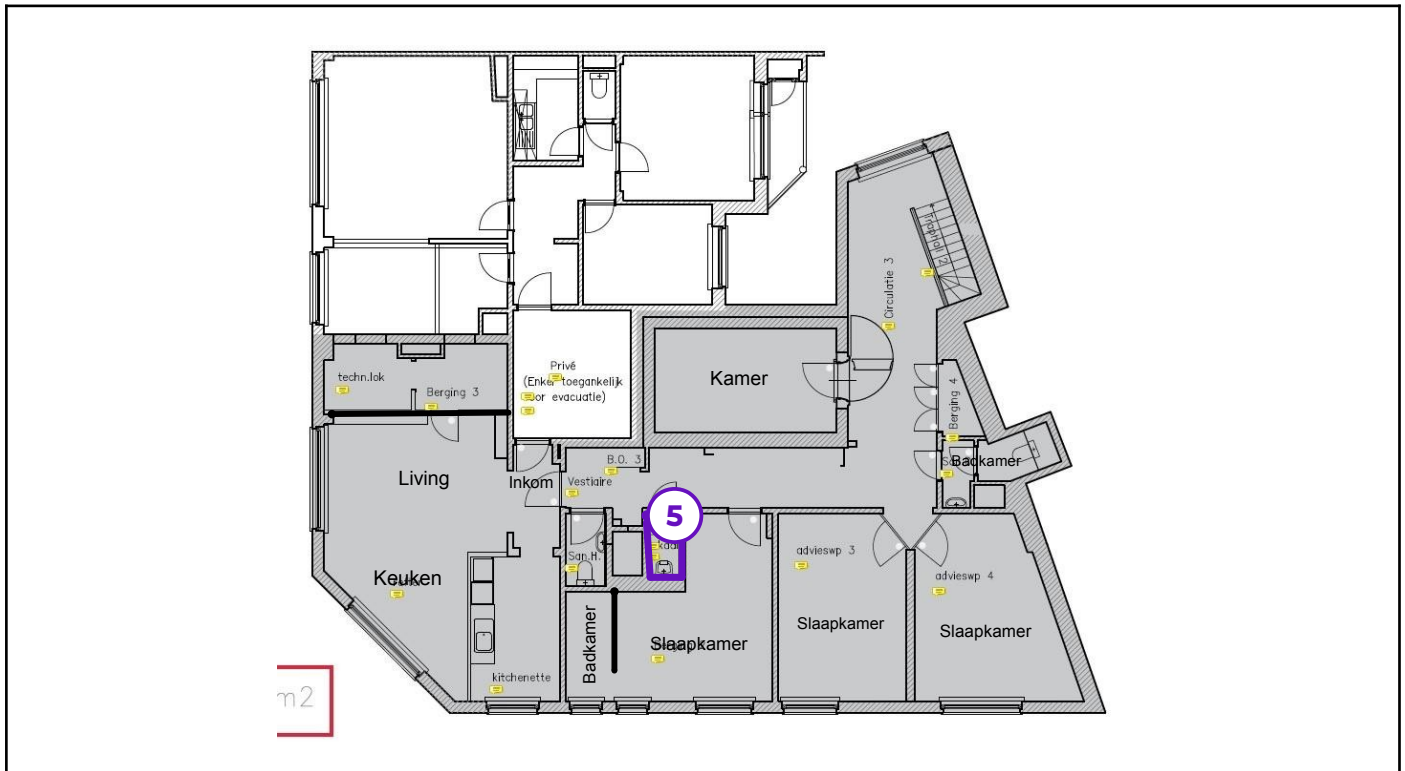 Traphall 2
Circulatie 3
Privé
(Enkel toegankelijk
voor evacuatie)
Kamer
techn.lok
Berging 3
Berging 4
B.O. 3
Badkamer
Living
Inkom
Vestiaire
5
San.H.
advieswp 3
advieswp 4
Keuken
Badkamer
Slaapkamer
Slaapkamer
Slaapkamer
kitchenette
m2